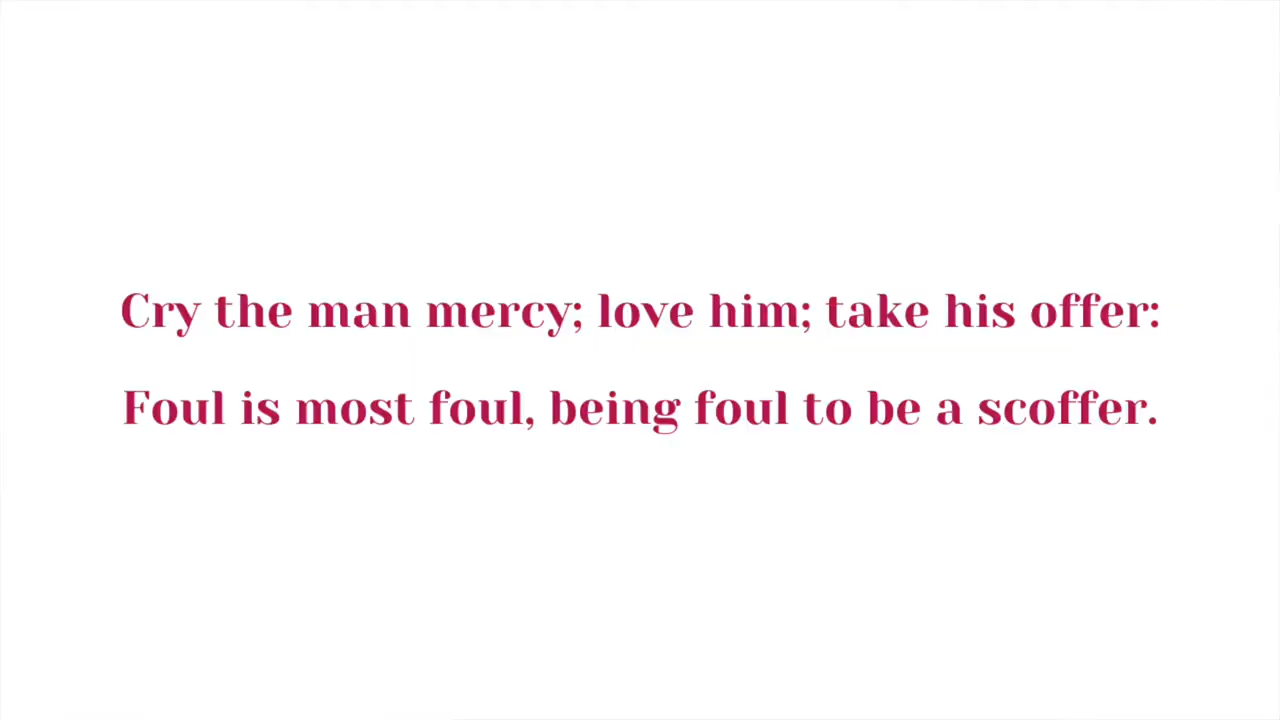 Cry the man mercy; love him; take his offer:
Foul is most foul, being foul to be a scoffer.